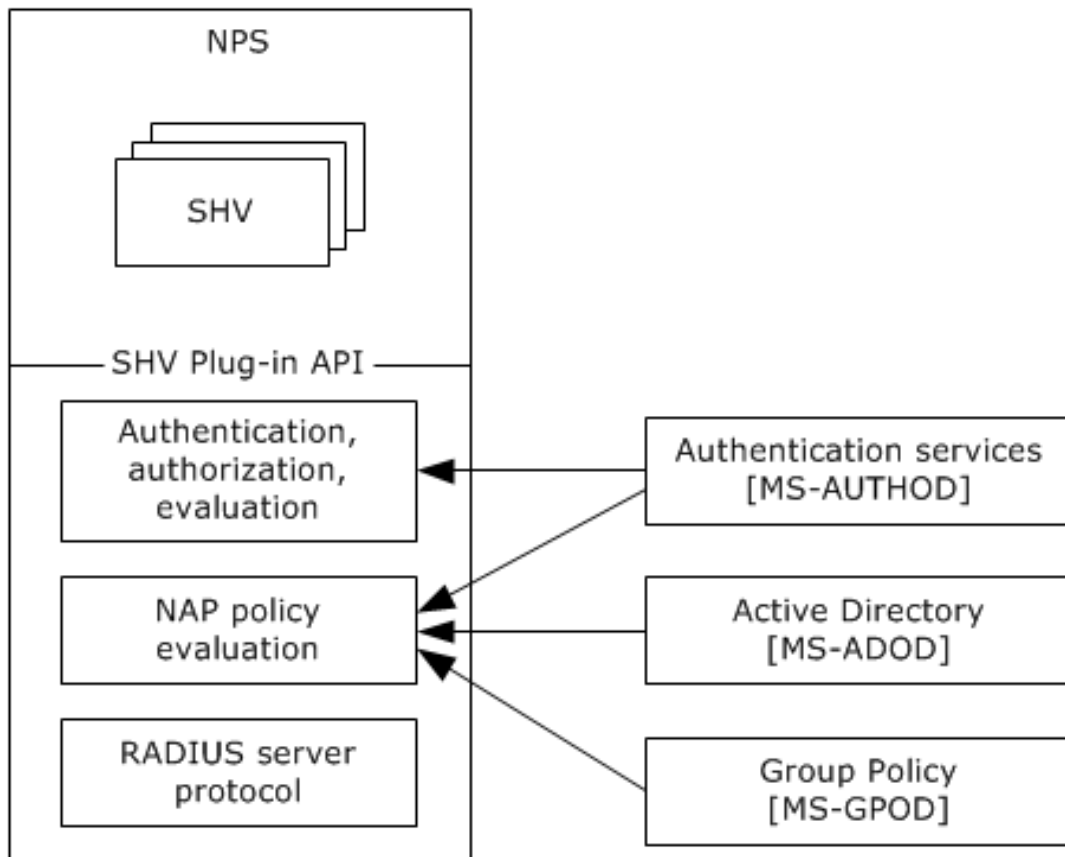 NPS
SHV
SHV Plug-in API
Authentication,
authorization,
evaluation
NAP policy
evaluation
RADIUS server
protocol
Authentication services
[MS-AUTHOD]
Active Directory
[MS-ADOD]
Group Policy
[MS-GPOD]